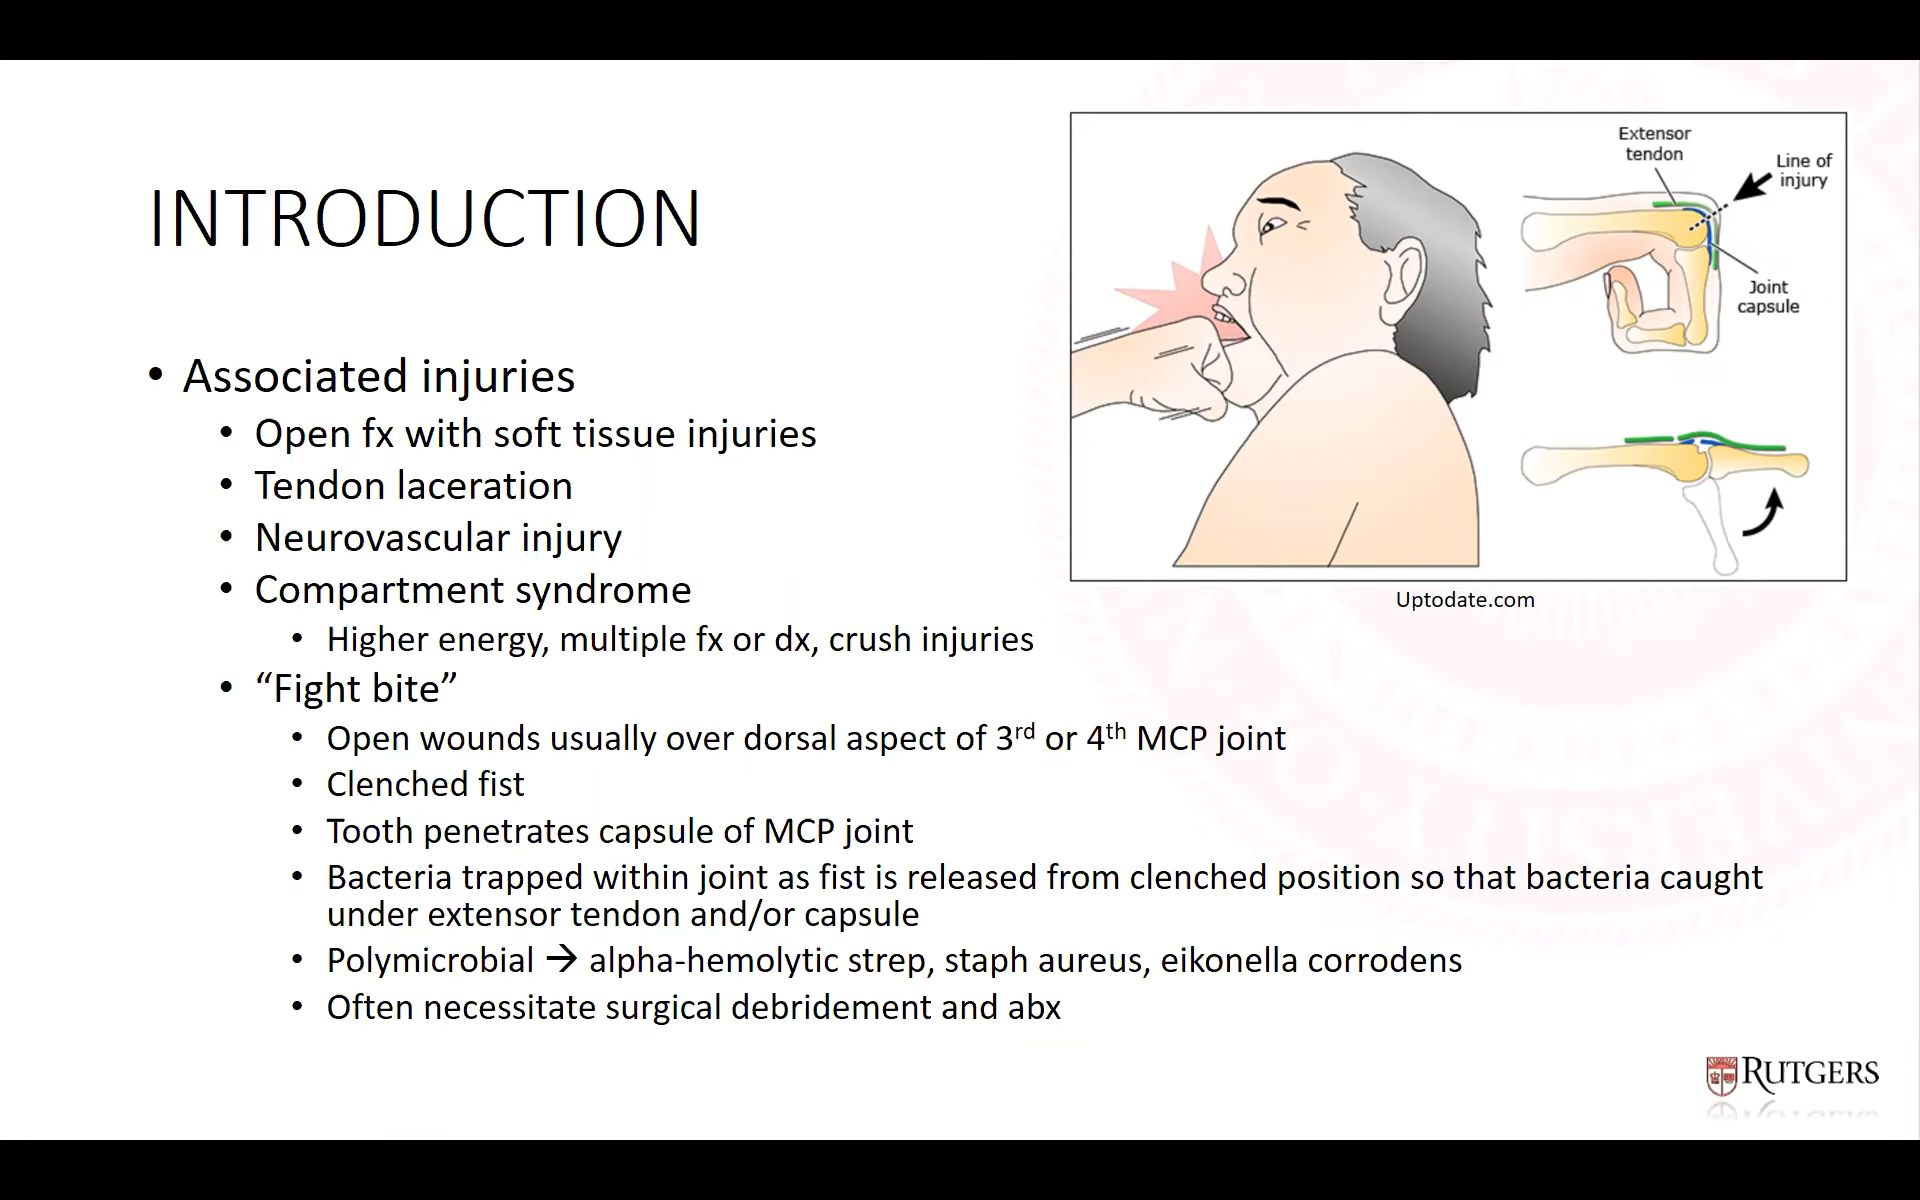 INTRODUCTION
• Associated injuries
• Open fx with soft tissue injuries
• Tendon laceration
• Neurovascular injury
• Compartment syndrome
• Higher energy, multiple fx or dx, crush injuries
• “Fight bite”
• Open wounds usually over dorsal aspect of 3rd or 4th MCP joint
• Clenched fist
• Tooth penetrates capsule of MCP joint
• Bacteria trapped within joint as fist is released from clenched position so that bacteria caught
under extensor tendon and/or capsule
• Polymicrobial → alpha-hemolytic strep, staph aureus, eikonella corrodens
• Often necessitate surgical debridement and abx
Extensor
tendon
Line of
injury
Joint
capsule
Uptodate.com
RUTGERS